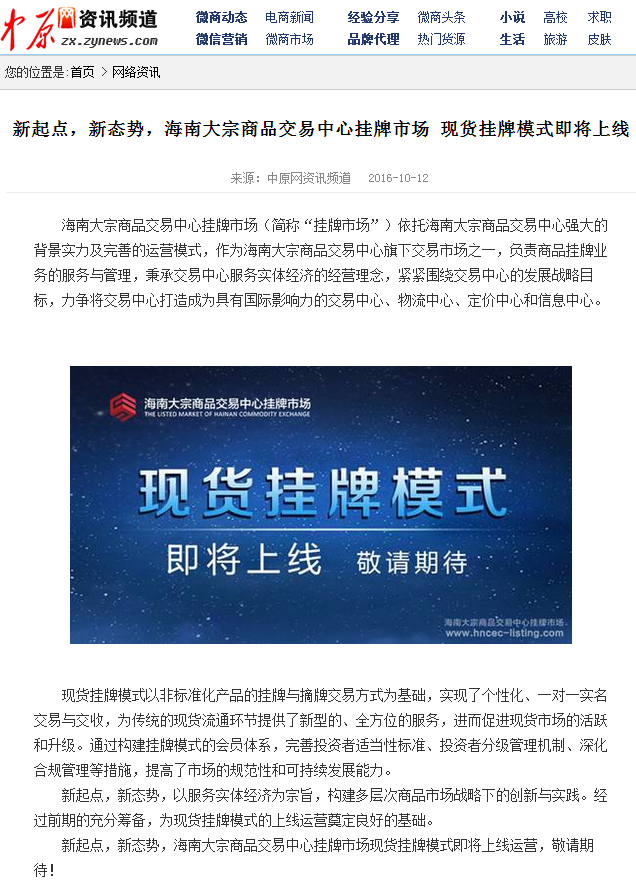 中原网资讯频道
zx.zynews.com
微商动态 电商新闻 经验分享 微商头条 小说 高校 求职
微信营销 微商市场 品牌代理 热门货源 生活 旅游 皮肤
您的位置是:首页 > 网络资讯
新起点，新态势，海南大宗商品交易中心挂牌市场 现货挂牌模式即将上线
来源：中原网资讯频道 2016-10-12
海南大宗商品交易中心挂牌市场（简称“挂牌市场”）依托海南大宗商品交易中心强大的
背景实力及完善的运营模式，作为海南大宗商品交易中心旗下交易市场之一，负责商品挂牌业
务的服务与管理，秉承交易中心服务实体经济的经营理念，紧紧围绕交易中心的发展战略目
标，力争将交易中心打造成为具有国际影响力的交易中心、物流中心、定价中心和信息中心。
海南大宗商品交易中心挂牌市场
THE LISTED MARKET OF HAINAN COMMODITY EXCHANGE
现货挂牌模式
即将上线 敬请期待
海南大宗商品交易中心挂牌市场
www.hncec-listing.com
现货挂牌模式以非标准化产品的挂牌与摘牌交易方式为基础，实现了个性化、一对一实名
交易与交收，为传统的现货流通环节提供了新型的、全方位的服务，进而促进现货市场的活跃
和升级。通过构建挂牌模式的会员体系，完善投资者适当性标准、投资者分级管理机制、深化
合规管理等措施，提高了市场的规范性和可持续发展能力。
新起点，新态势，以服务实体经济为宗旨，构建多层次商品市场战略下的创新与实践。经
过前期的充分筹备，为现货挂牌模式的上线运营奠定良好的基础。
新起点，新态势，海南大宗商品交易中心挂牌市场现货挂牌模式即将上线运营，敬请期
待！